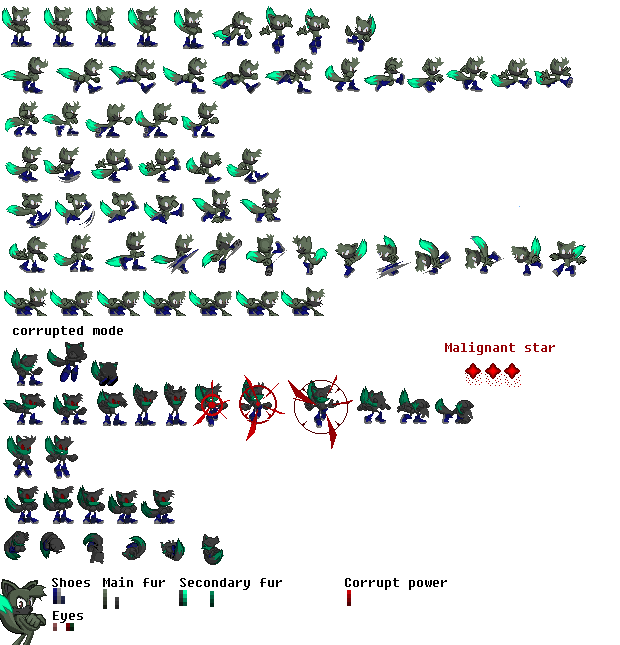 corrupted mode
Malignant star
Shoes Main fur Secondary fur Corrupt power
Eyes